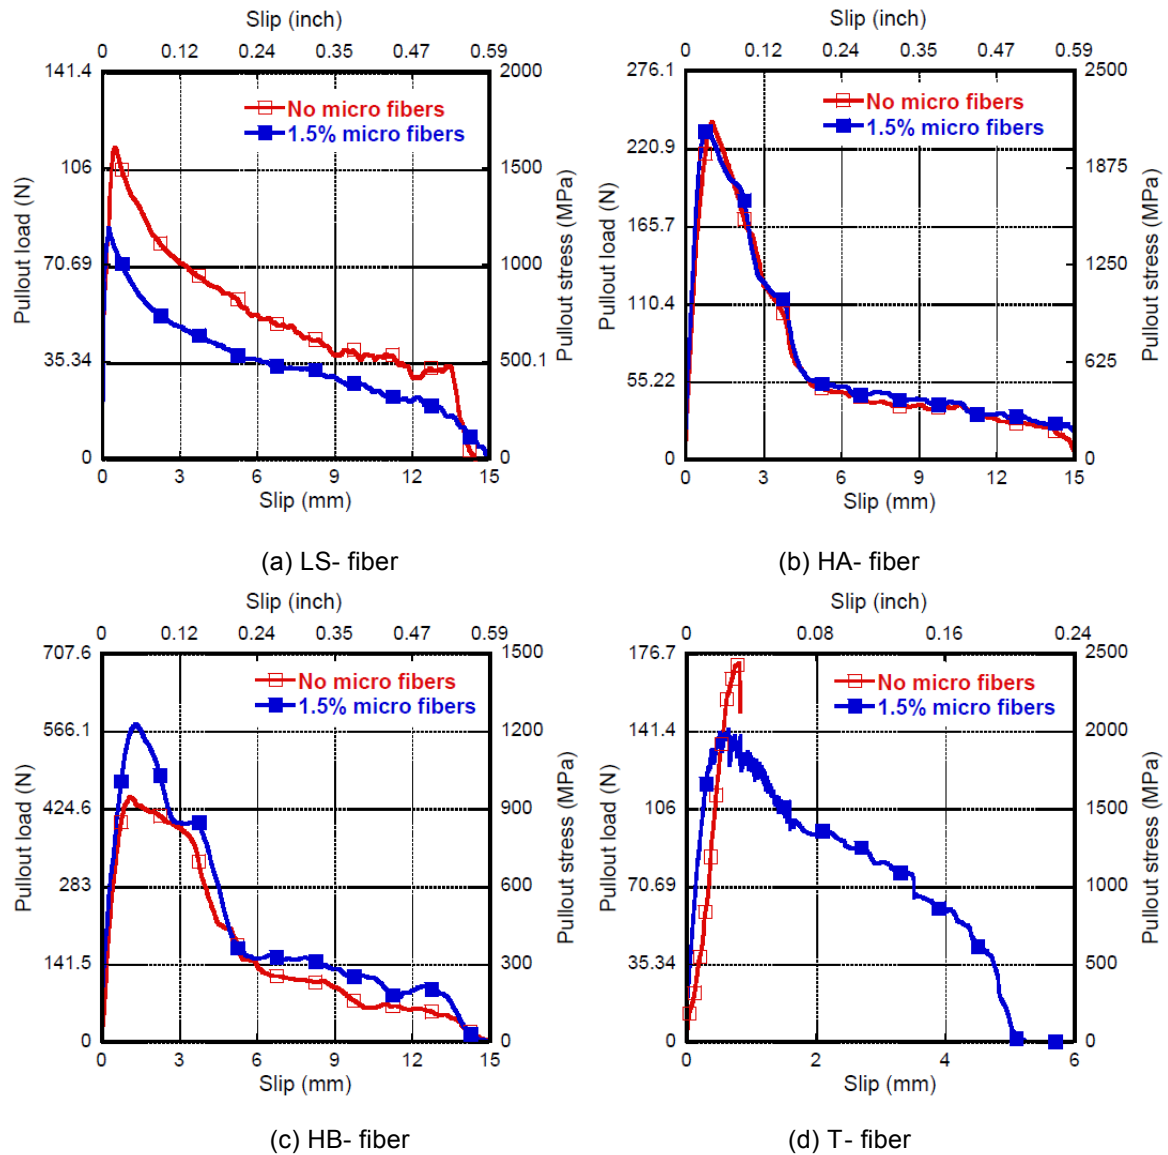 Slip (inch)
0 0.12 0.24 0.35 0.47 0.59
141.4
106
70.69
35.34
0
Pullout load (N)
No micro fibers
1.5% micro fibers
2000
1500
1000
500.1
0
Pullout stress (MPa)
0 3 6 9 12 15
Slip (mm)
(a) LS- fiber
Slip (inch)
0 0.12 0.24 0.35 0.47 0.59
276.1
220.9
165.7
110.4
55.22
0
Pullout load (N)
No micro fibers
1.5% micro fibers
2500
1875
1250
625
0
Pullout stress (MPa)
0 3 6 9 12 15
Slip (mm)
(b) HA- fiber
Slip (inch)
0 0.12 0.24 0.35 0.47 0.59
707.6
566.1
424.6
283
141.5
0
Pullout load (N)
No micro fibers
1.5% micro fibers
1500
1200
900
600
300
0
Pullout stress (MPa)
0 3 6 9 12 15
Slip (mm)
(c) HB- fiber
Slip (inch)
0 0.08 0.16 0.24
176.7
141.4
106
70.69
35.34
0
Pullout load (N)
No micro fibers
1.5% micro fibers
2500
2000
1500
1000
500
0
Pullout stress (MPa)
0 2 4 6
Slip (mm)
(d) T- fiber